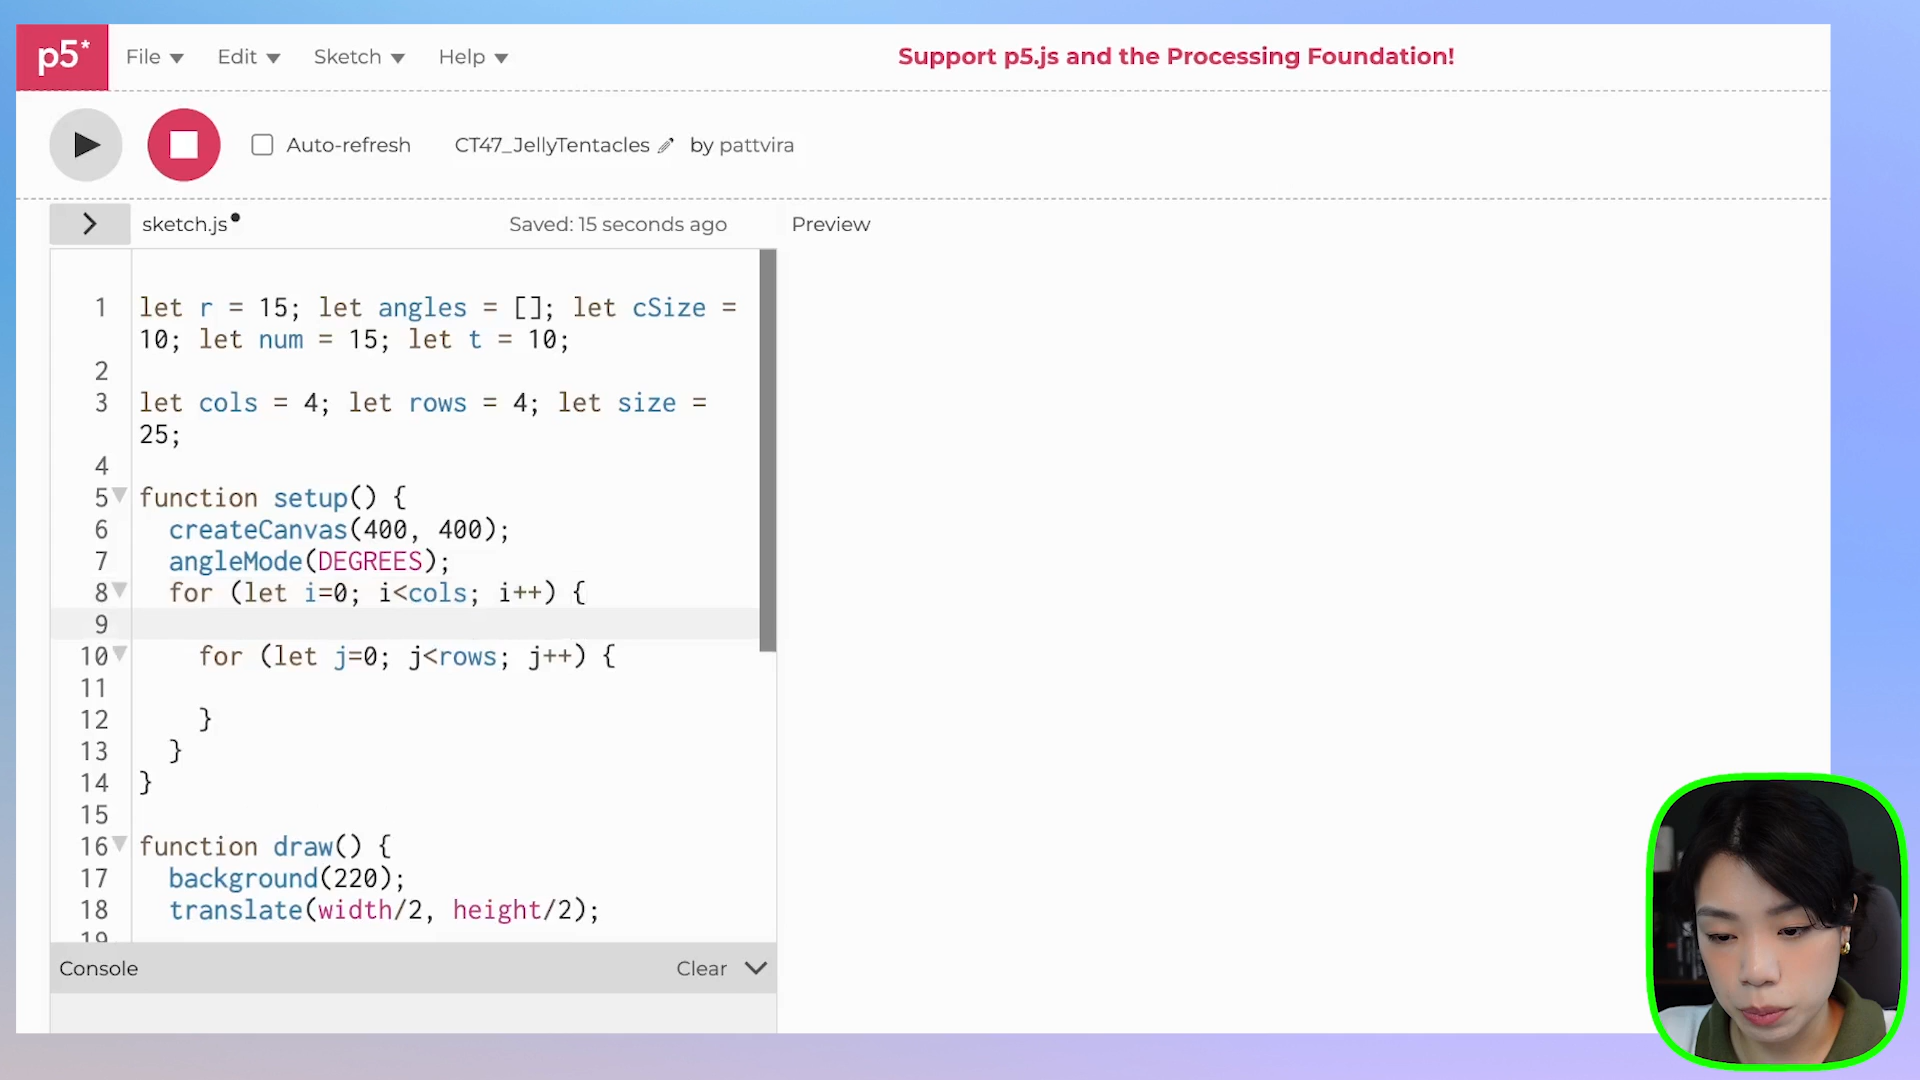 p5* File Edit Sketch Help Support p5.js and the Processing Foundation!
Auto-refresh CT47_JellyTentacles by pattvira
sketch.js Saved: 15 seconds ago Preview
1 let r = 15; let angles = []; let cSize =
10; let num = 15; let t = 10;
2
3 let cols = 4; let rows = 4; let size =
25;
4
5 function setup() {
6 createCanvas(400, 400);
7 angleMode(DEGREES);
8 for (let i=0; i<cols; i++) {
9
10 for (let j=0; j<rows; j++) {
11
12 }
13 }
14 }
15
16 function draw() {
17 background(220);
18 translate(width/2, height/2);
19
Console Clear